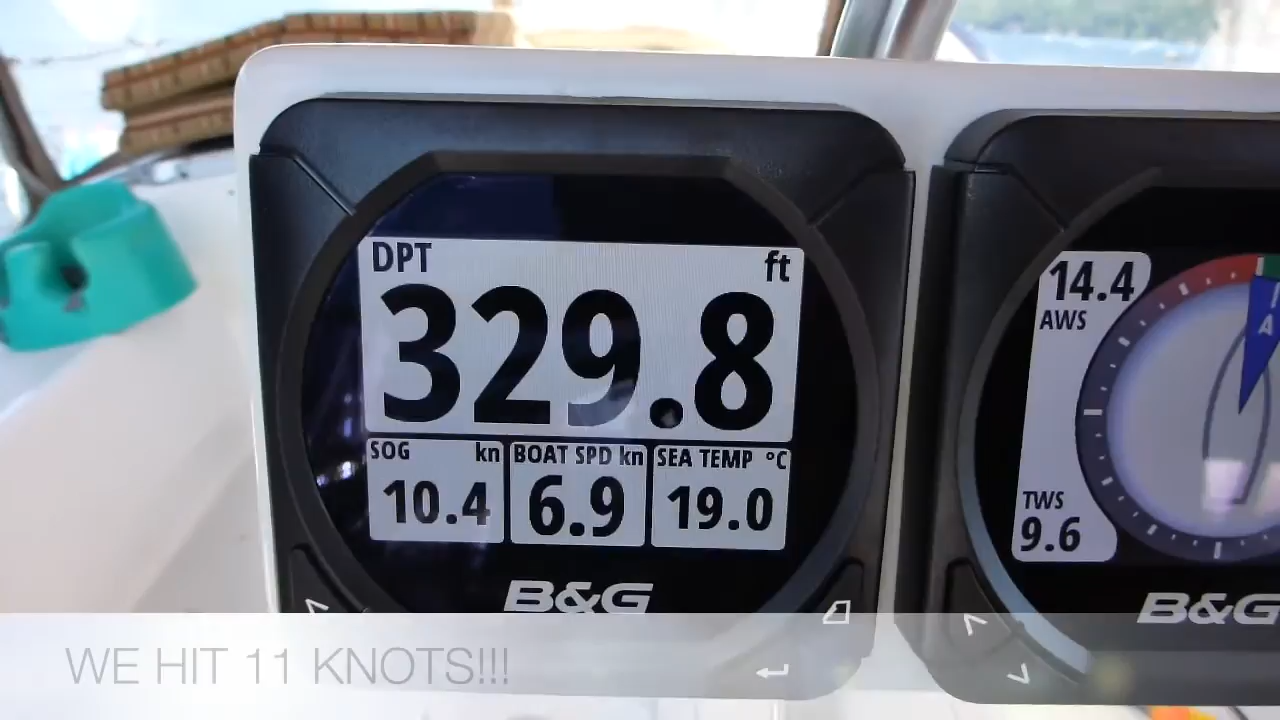 DPT ft
329.8
SOG kn BOAT SPD kn SEA TEMP °C
10.4 6.9 19.0
B&G
14.4
AWS
A
TWS
9.6
B&G
WE HIT 11 KNOTS!!!